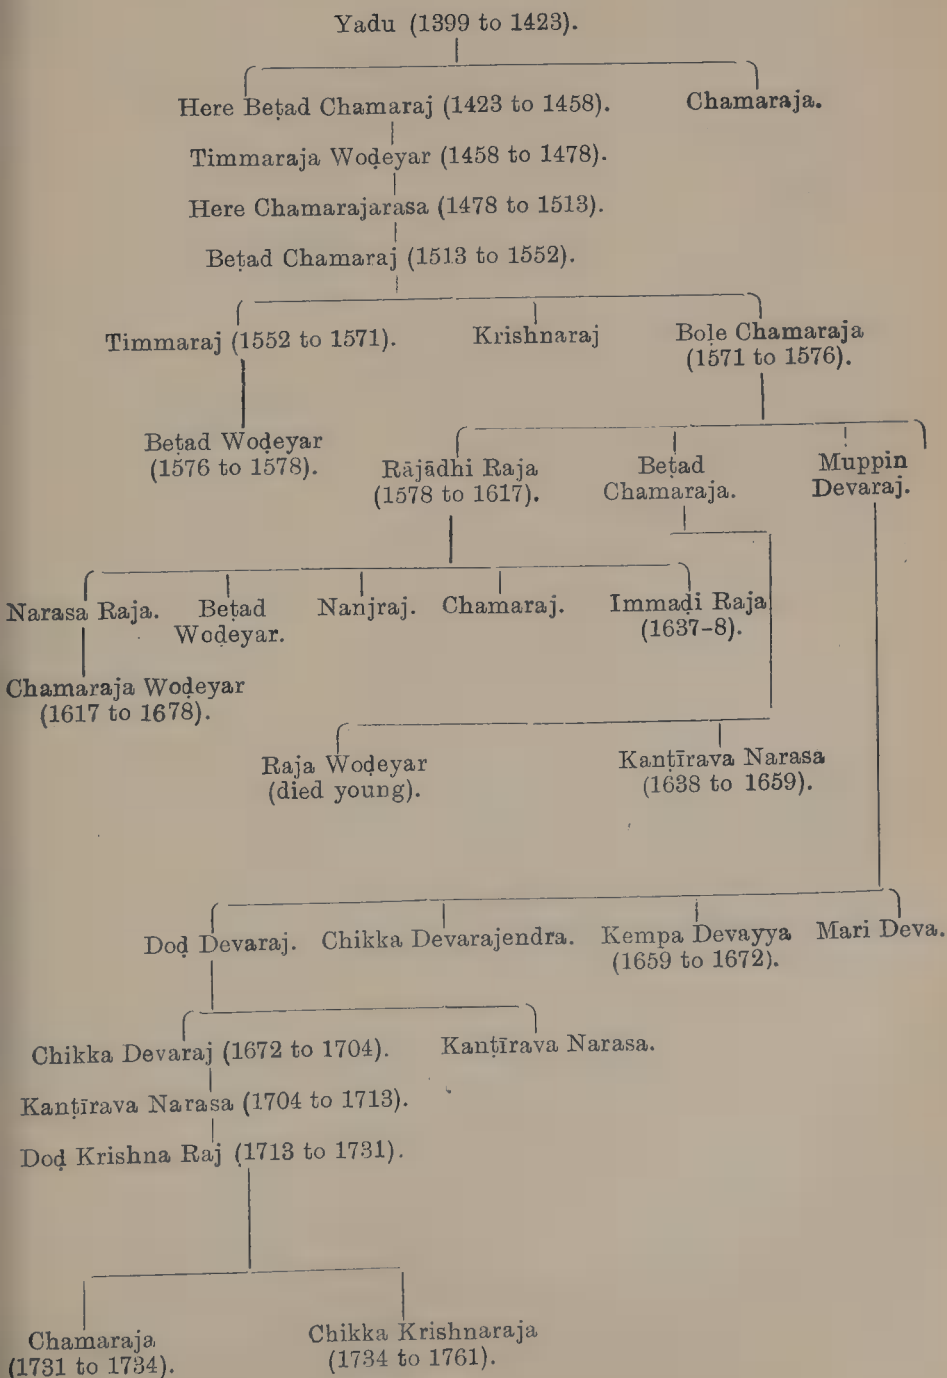 Yadu (1399 to 1423).
Here Beṭad Chamaraj (1423 to 1458). Chamaraja.
Timmaraja Woḍeyar (1458 to 1478).
Here Chamarajarasa (1478 to 1513).
Beṭad Chamaraj (1513 to 1552).
Timmaraj (1552 to 1571). Krishnaraj Bole Chamaraja
(1571 to 1576).
Beṭad Woḍeyar
(1576 to 1578).
Rājādhi Raja
(1578 to 1617).
Beṭad
Chamaraja.
Muppin
Devaraj.
Narasa Raja.
Beṭad
Woḍeyar.
Nanjraj.
Chamaraj.
Immaḍi Raja
(1637-8).
Chamaraja Woḍeyar
(1617 to 1678).
Raja Woḍeyar
(died young).
Kaṇṭīrava Narasa
(1638 to 1659).
Doḍ Devaraj.
Chikka Devarajendra.
Kempa Devayya
(1659 to 1672).
Mari Deva.
Chikka Devaraj (1672 to 1704). Kaṇṭīrava Narasa.
Kaṇṭīrava Narasa (1704 to 1713).
Doḍ Krishna Raj (1713 to 1731).
Chamaraja
(1731 to 1734).
Chikka Krishnaraja
(1734 to 1761).